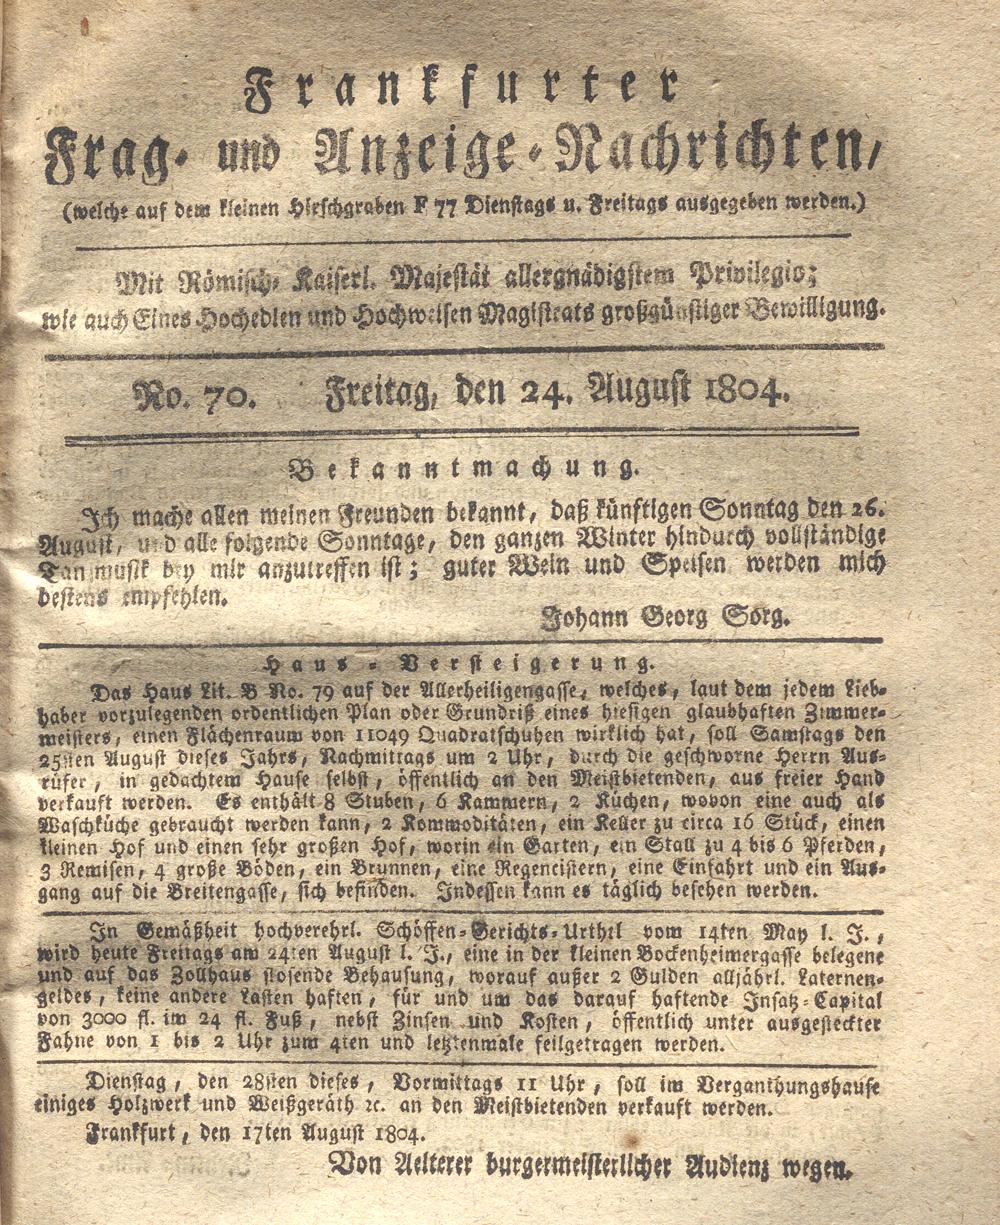 Frankfurter
Frag- und Anzeige-Nachrichten,
(welche auf dem kleinen Hirschgraben F 77 Dienstags u. Freitags ausgegeben werden.)
Mit Römisch- Kaiserl. Majestät allergnädigstem Privilegio;
wie auch Eines Hochedlen und Hochweisen Magistrats großgünstiger Bewilligung.
No. 70. Freitag, den 24. August 1804.
Bekanntmachung.
Ich mache allen meinen Freunden bekannt, daß künftigen Sonntag den 26.
August, und alle folgende Sonntage, den ganzen Winter hindurch vollständige
Tanzmusik bey mir anzutreffen ist; guter Wein und Speisen werden mich
bestens empfehlen.
Johann Georg Sorg.
Haus-Versteigerung.
Das Haus Lit. B No. 79 auf der Allerheiligengasse, welches, laut dem jedem Lieb-
haber vorzulegenden ordentlichen Plan oder Grundriß eines hiesigen glaubhaften Zimmer-
meisters, einen Flächenraum von 11049 Quadratschuhen wirklich hat, soll Samstags den
25sten August dieses Jahrs, Nachmittags um 2 Uhr, durch die geschworne Herrn Aus-
rüfer, in gedachtem Hause selbst, öffentlich an den Meistbietenden, aus freier Hand
verkauft werden. Es enthält 8 Stuben, 6 Kammern, 2 Küchen, wovon eine auch als
Waschküche gebraucht werden kann, 2 Kommoditäten, ein Keller zu circa 16 Stück, einen
kleinen Hof und einen sehr großen Hof, worin ein Garten, ein Stall zu 4 bis 6 Pferden,
3 Remisen, 4 große Böden, ein Brunnen, eine Regencistern, eine Einfahrt und ein Aus-
gang auf die Breitengasse, sich befinden. Indessen kann es täglich besehen werden.
In Gemäßheit hochverehrl. Schöffen-Gerichts-Urthel vom 14ten May l. J.,
wird heute Freitags am 24ten August l. J., eine in der kleinen Bockenheimergasse belegene
und auf das Zollhaus stosende Behausung, worauf außer 2 Gulden alljährl. Laternen-
geldes, keine andere Lasten haften, für und um das darauf haftende Insatz-Capital
von 3000 fl. im 24 fl. Fuß, nebst Zinsen und Kosten, öffentlich unter ausgesteckter
Fahne von 1 bis 2 Uhr zum 4ten und letztenmale feilgetragen werden.
Dienstag, den 28sten dieses, Vormittags 11 Uhr, soll im Verganthungshause
einiges Holzwerk und Weißgeräth ꝛc. an den Meistbietenden verkauft werden.
Frankfurt, den 17ten August 1804.
Von Aelterer burgermeisterlicher Audienz wegen.